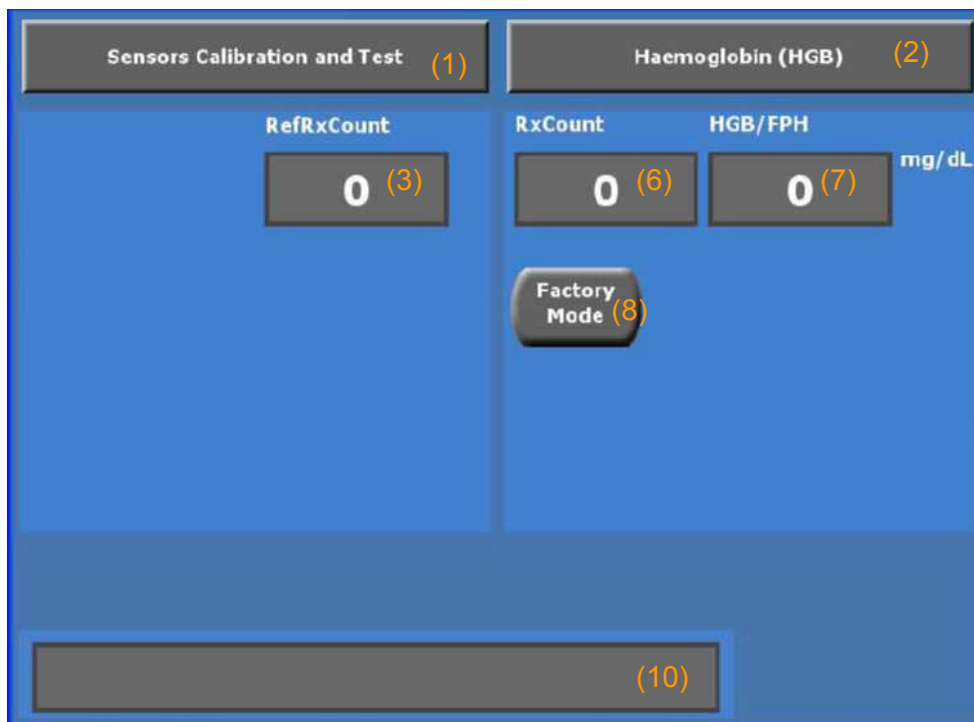 Sensors Calibration and Test (1)
Haemoglobin (HGB) (2)
RefRxCount
RxCount
HGB/FPH
0 (3)
0 (6)
0 (7)
mg/dL
Factory
Mode (8)
(10)